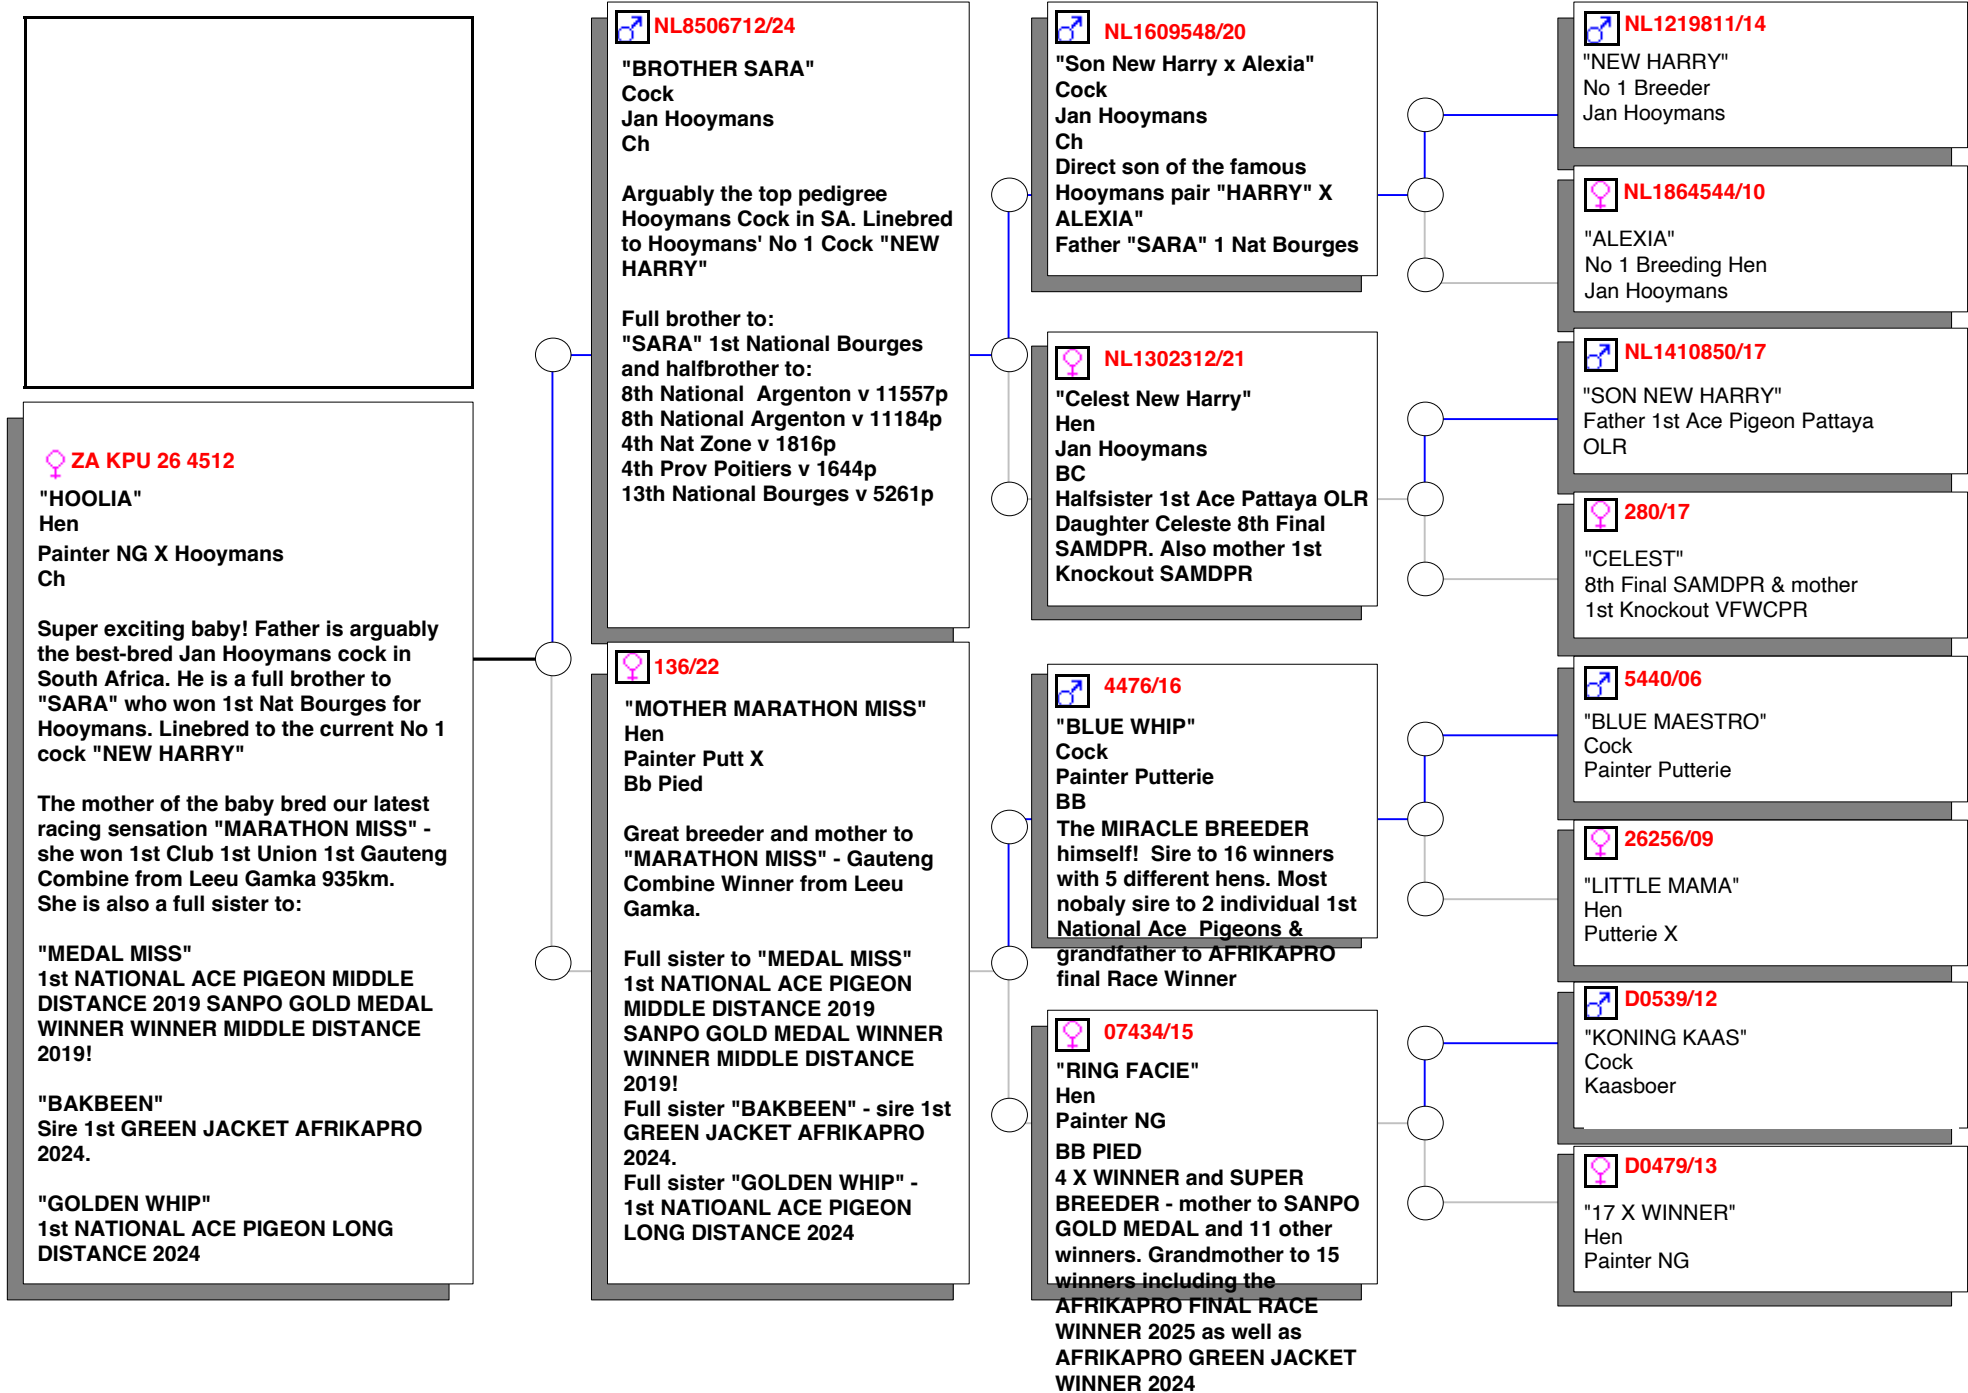 ZA KPU 26 4512
"HOOLIA"
Hen
Painter NG X Hooymans
Ch
Super exciting baby! Father is arguably
the best-bred Jan Hooymans cock in
South Africa. He is a full brother to
"SARA" who won 1st Nat Bourges for
Hooymans. Linebred to the current No 1
cock "NEW HARRY"
The mother of the baby bred our latest
racing sensation "MARATHON MISS" -
she won 1st Club 1st Union 1st Gauteng
Combine from Leeu Gamka 935km.
She is also a full sister to:
"MEDAL MISS"
1st NATIONAL ACE PIGEON MIDDLE
DISTANCE 2019 SANPO GOLD MEDAL
WINNER WINNER MIDDLE DISTANCE
2019!
"BAKBEEN"
Sire 1st GREEN JACKET AFRIKAPRO
2024.
"GOLDEN WHIP"
1st NATIONAL ACE PIGEON LONG
DISTANCE 2024
NL8506712/24
"BROTHER SARA"
Cock
Jan Hooymans
Ch
Arguably the top pedigree
Hooymans Cock in SA. Linebred
to Hooymans' No 1 Cock "NEW
HARRY"
Full brother to:
"SARA" 1st National Bourges
and halfbrother to:
8th National  Argenton v 11557p
8th National Argenton v 11184p
4th Nat Zone v 1816p
4th Prov Poitiers v 1644p
13th National Bourges v 5261p
136/22
"MOTHER MARATHON MISS"
Hen
Painter Putt X
Bb Pied
Great breeder and mother to
"MARATHON MISS" - Gauteng
Combine Winner from Leeu
Gamka.
Full sister to "MEDAL MISS"
1st NATIONAL ACE PIGEON
MIDDLE DISTANCE 2019
SANPO GOLD MEDAL WINNER
WINNER MIDDLE DISTANCE
2019!
Full sister "BAKBEEN" - sire 1st
GREEN JACKET AFRIKAPRO
2024.
Full sister "GOLDEN WHIP" -
1st NATIOANL ACE PIGEON
LONG DISTANCE 2024
NL1609548/20
"Son New Harry x Alexia"
Cock
Jan Hooymans
Ch
Direct son of the famous
Hooymans pair "HARRY" X
ALEXIA"
Father "SARA" 1 Nat Bourges
NL1302312/21
"Celest New Harry"
Hen
Jan Hooymans
BC
Halfsister 1st Ace Pattaya OLR
Daughter Celeste 8th Final
SAMDPR. Also mother 1st
Knockout SAMDPR
4476/16
"BLUE WHIP"
Cock
Painter Putterie
BB
The MIRACLE BREEDER
himself!  Sire to 16 winners
with 5 different hens. Most
nobaly sire to 2 individual 1st
National Ace  Pigeons &
grandfather to AFRIKAPRO
final Race Winner
07434/15
"RING FACIE"
Hen
Painter NG
BB PIED
4 X WINNER and SUPER
BREEDER - mother to SANPO
GOLD MEDAL and 11 other
winners. Grandmother to 15
winners including the
AFRIKAPRO FINAL RACE
WINNER 2025 as well as
AFRIKAPRO GREEN JACKET
WINNER 2024
NL1219811/14
"NEW HARRY"
No 1 Breeder
Jan Hooymans
NL1864544/10
"ALEXIA"
No 1 Breeding Hen
Jan Hooymans
NL1410850/17
"SON NEW HARRY"
Father 1st Ace Pigeon Pattaya
OLR
280/17
"CELEST"
8th Final SAMDPR & mother
1st Knockout VFWCPR
5440/06
"BLUE MAESTRO"
Cock
Painter Putterie
26256/09
"LITTLE MAMA"
Hen
Putterie X
D0539/12
"KONING KAAS"
Cock
Kaasboer
D0479/13
"17 X WINNER"
Hen
Painter NG